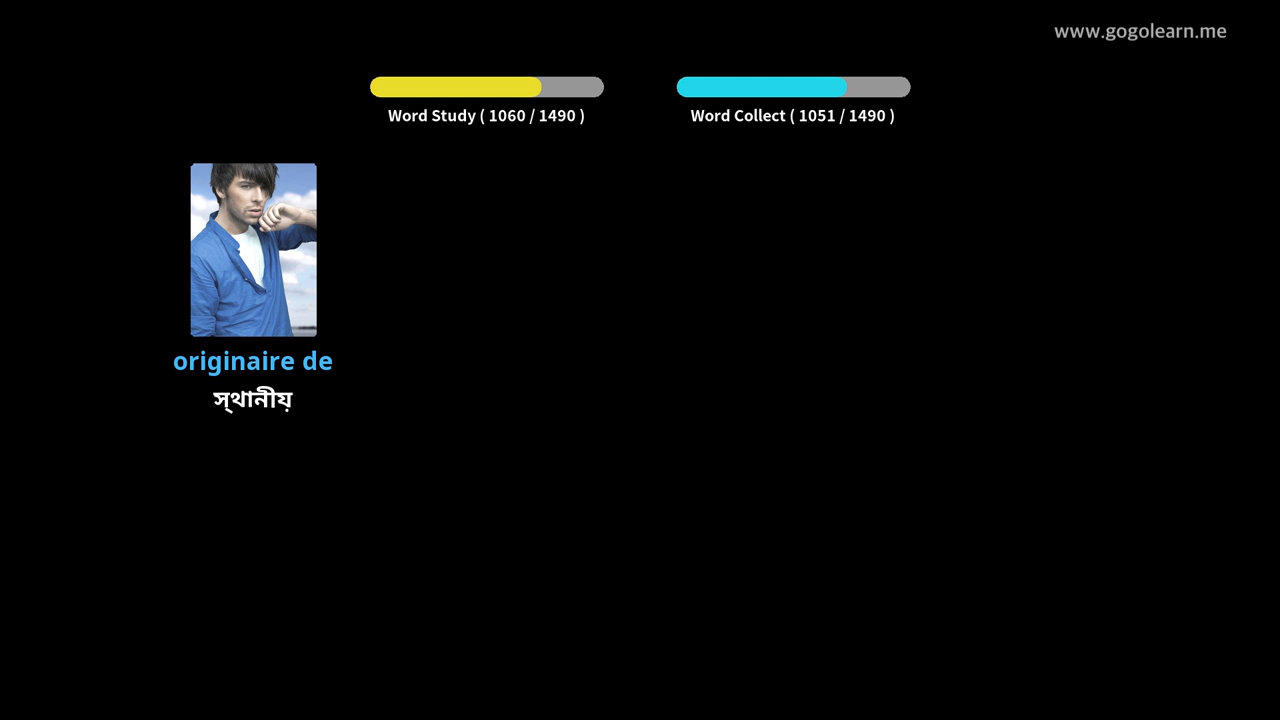 www.gogolearn.me
Word Study ( 1060 / 1490 )
Word Collect ( 1051 / 1490 )
originaire de
স্থানীয়